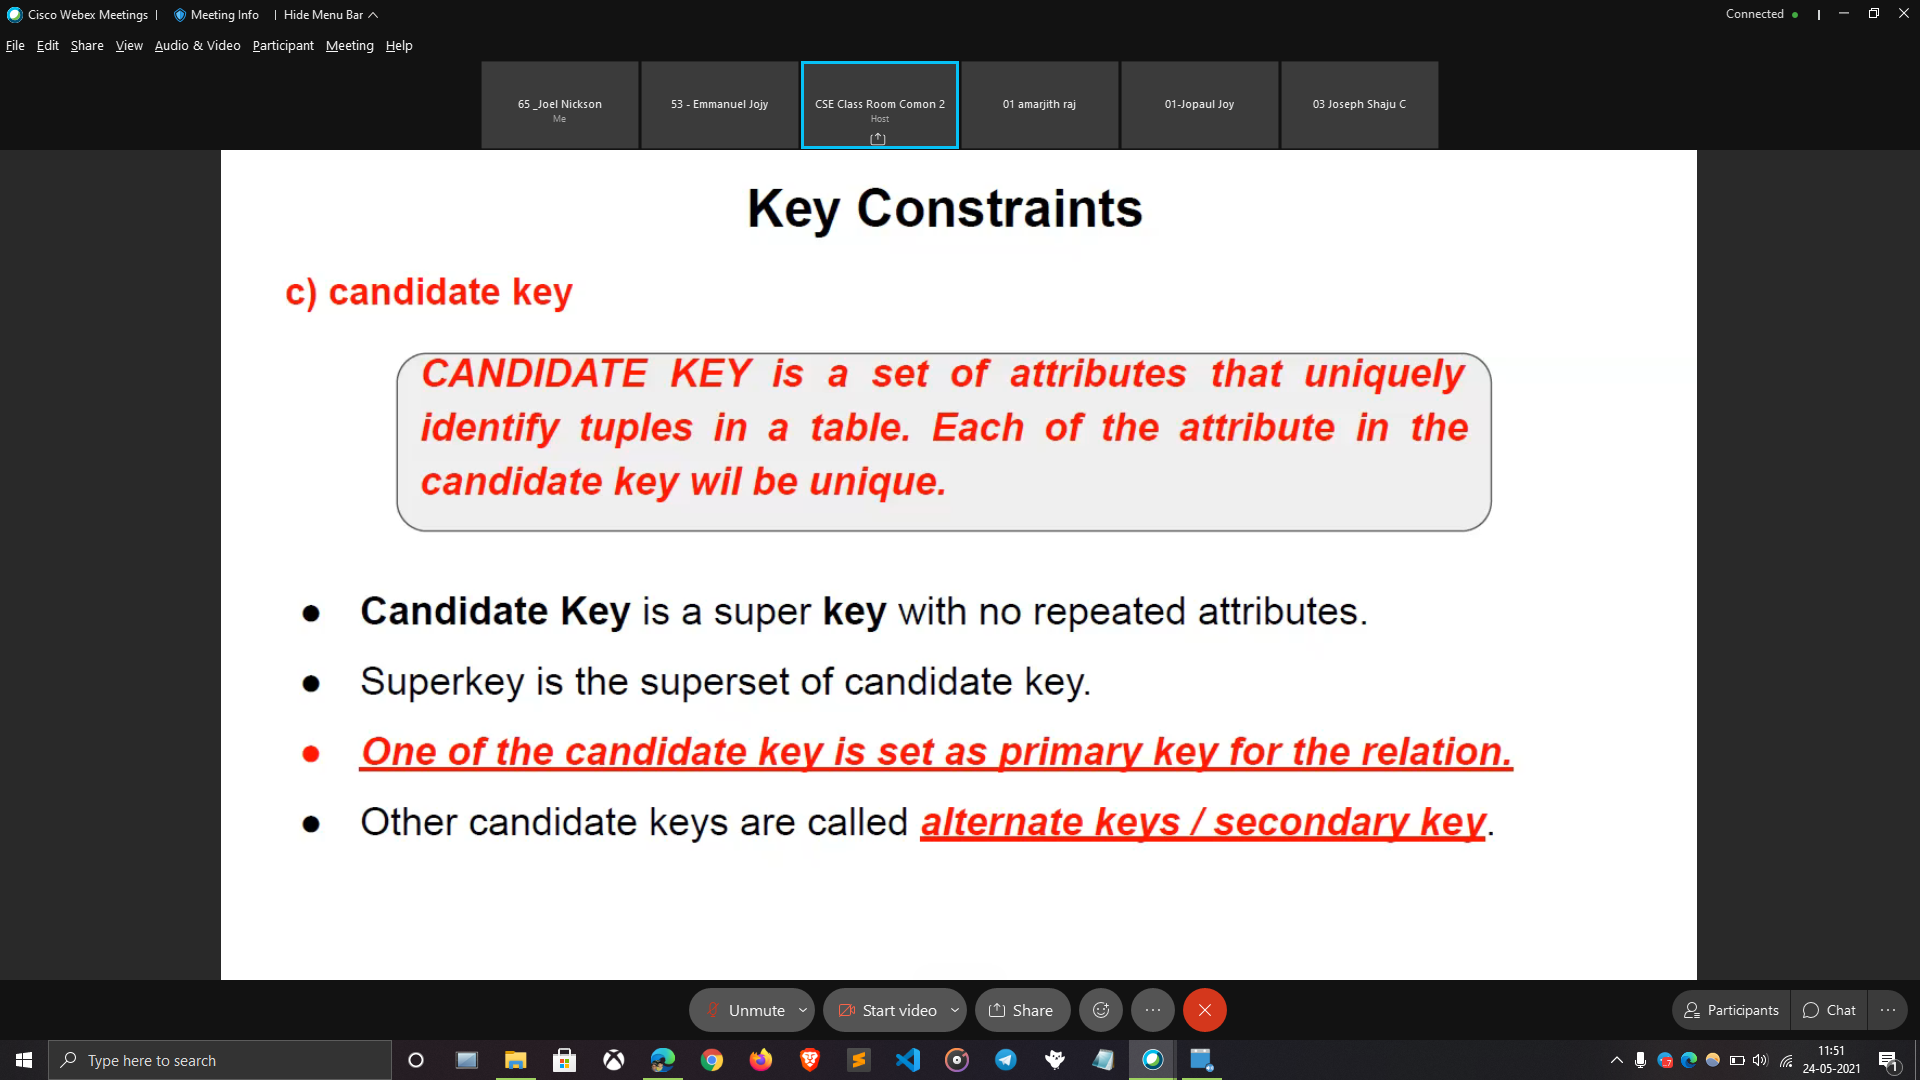 Cisco Webex Meetings | Meeting Info | Hide Menu Bar
Connected
File Edit Share View Audio & Video Participant Meeting Help
65 _Joel Nickson
Me
53 - Emmanuel Jojy
CSE Class Room Comon 2
Host
01 amarjith raj
01-Jopaul Joy
03 Joseph Shaju C
Key Constraints
c) candidate key
CANDIDATE KEY is a set of attributes that uniquely
identify tuples in a table. Each of the attribute in the
candidate key wil be unique.
● Candidate Key is a super key with no repeated attributes.
● Superkey is the superset of candidate key.
● One of the candidate key is set as primary key for the relation.
● Other candidate keys are called alternate keys / secondary key.
Unmute
Start video
Share
Participants
Chat
Type here to search
11:51
24-05-2021
1